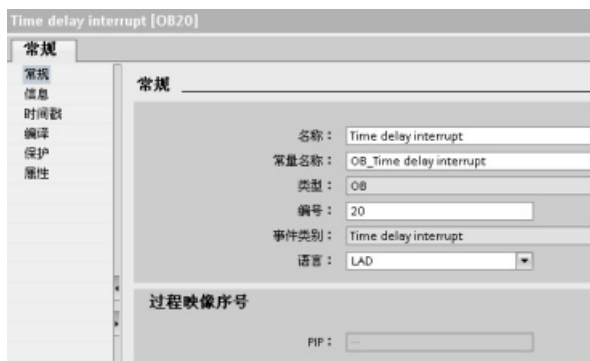 Time delay interrupt [OB20]
常规
常规
信息
时间戳
编译
保护
属性
常规
名称： Time delay interrupt
常量名称： OB_Time delay interrupt
类型： OB
编号： 20
事件类别： Time delay interrupt
语言： LAD
过程映像序号
PIP： ---